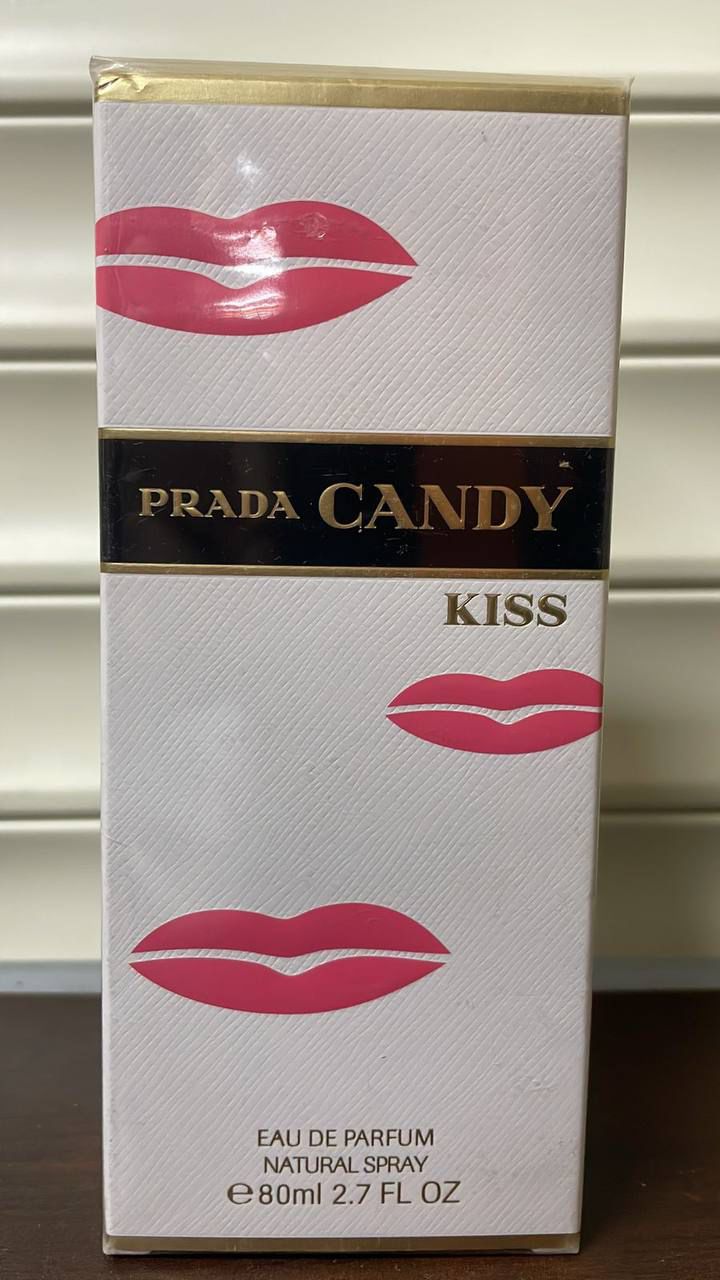 PRADA CANDY
KISS
EAU DE PARFUM
NATURAL SPRAY
℮80ml 2.7 FL OZ